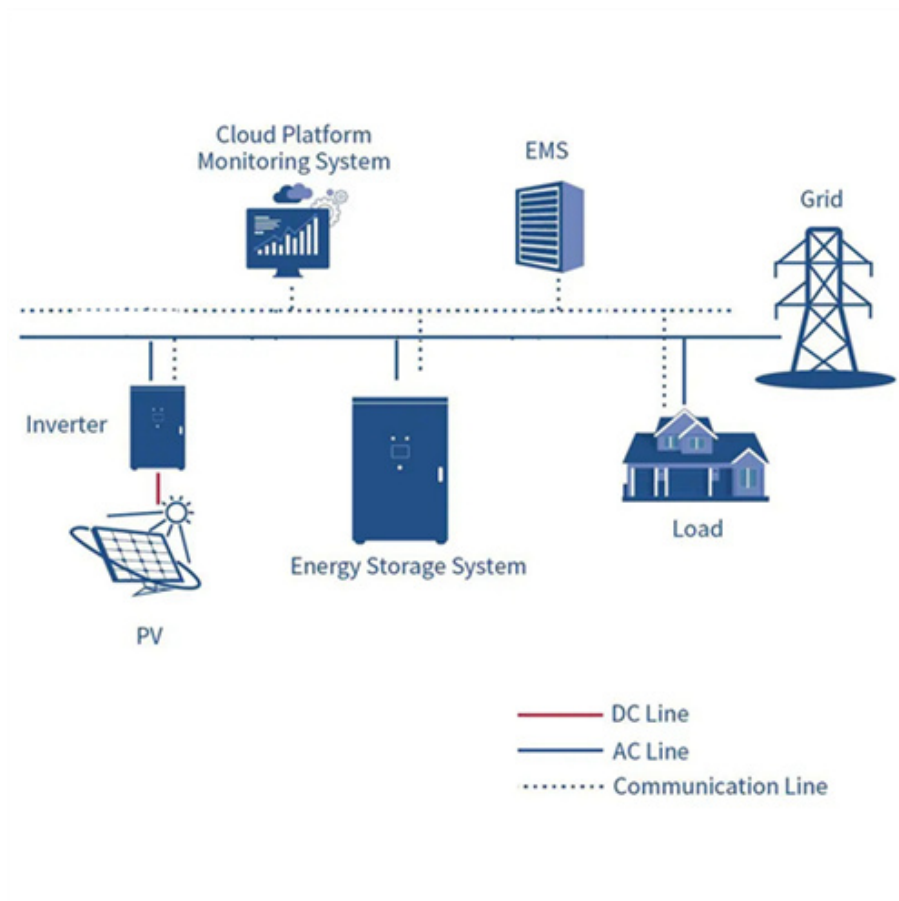 Cloud Platform
Monitoring System
EMS
Grid
Inverter
Load
Energy Storage System
PV
DC Line
AC Line
Communication Line